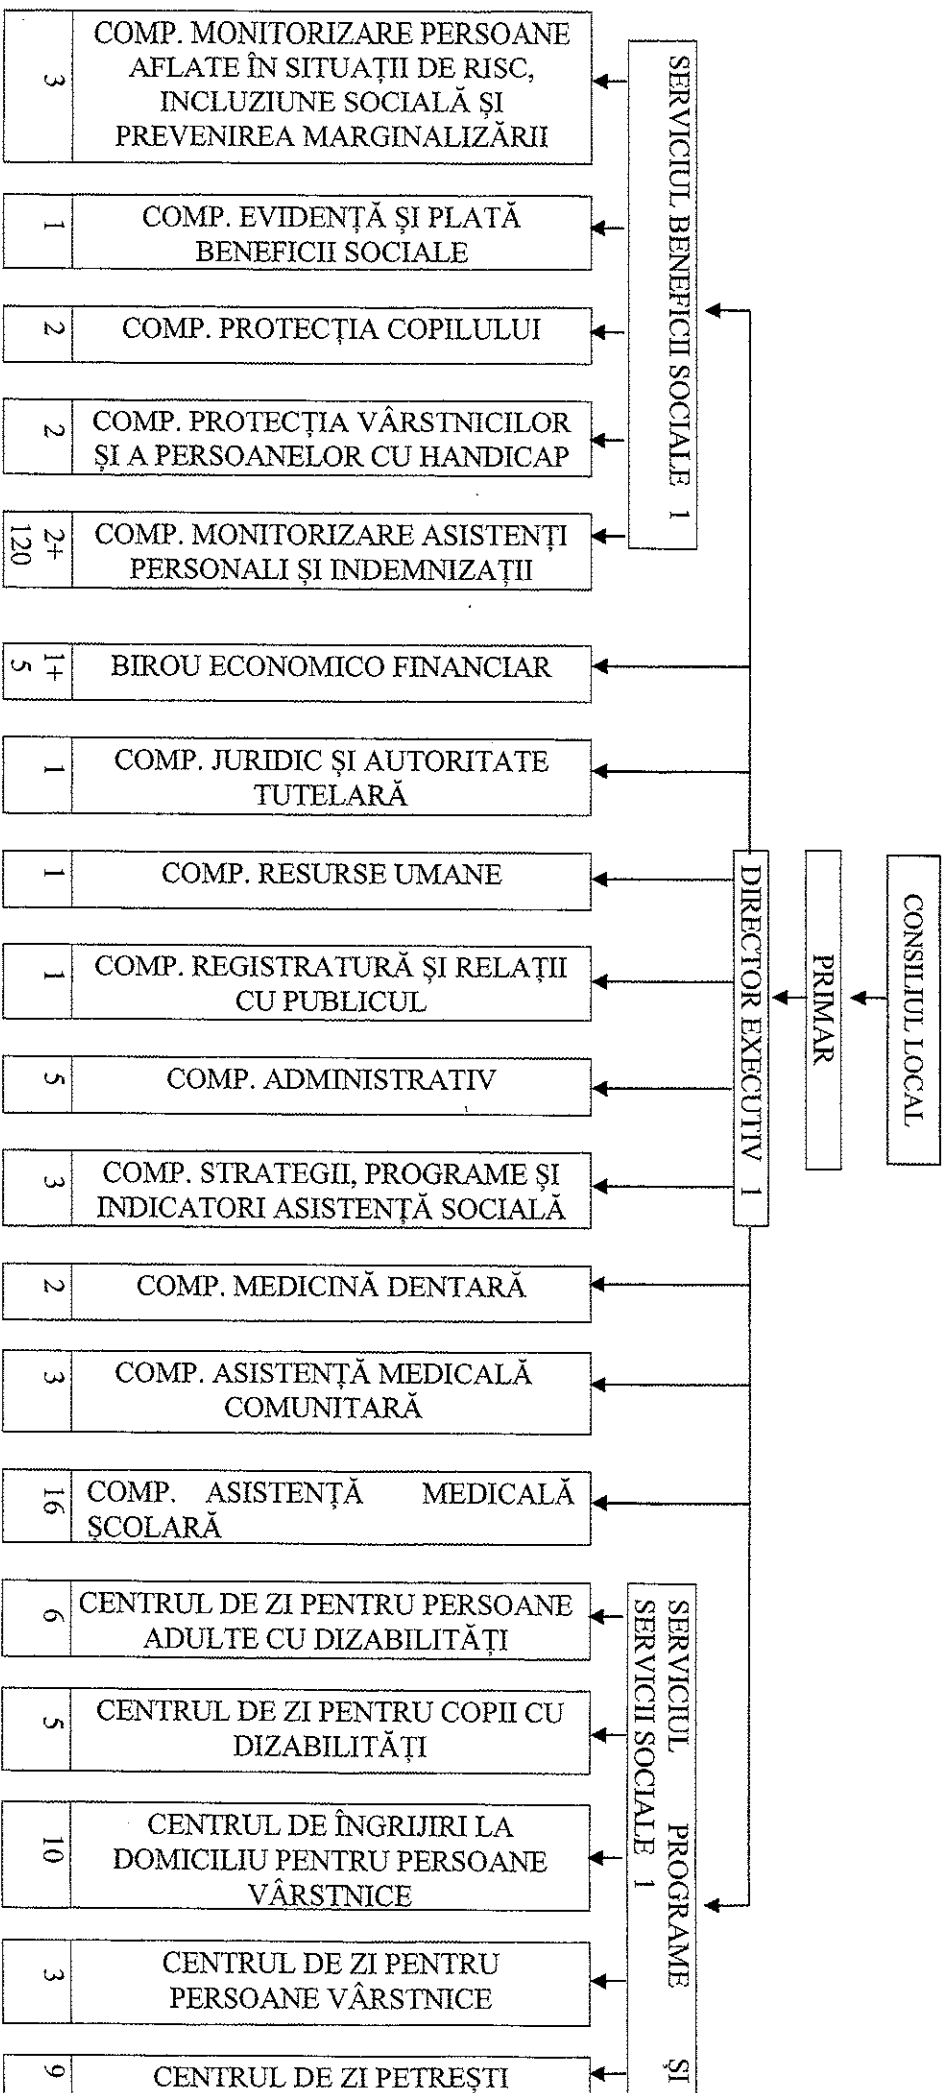 CONSILIUL LOCAL
PRIMAR
DIRECTOR EXECUTIV 1
SERVICIUL BENEFICII SOCIALE 1
COMP. MONITORIZARE PERSOANE
AFLATE ÎN SITUAȚII DE RISC,
INCLUZIUNE SOCIALĂ ȘI
PREVENIREA MARGINALIZĂRII
3
COMP. EVIDENȚĂ ȘI PLATĂ
BENEFICII SOCIALE
1
COMP. PROTECȚIA COPILULUI
2
COMP. PROTECȚIA VÂRSTNICILOR
ȘI A PERSOANELOR CU HANDICAP
2
COMP. MONITORIZARE ASISTENȚI
PERSONALI ȘI INDEMNIZAȚII
2+
120
BIROU ECONOMICO FINANCIAR
1+
5
COMP. JURIDIC ȘI AUTORITATE
TUTELARĂ
1
COMP. RESURSE UMANE
1
COMP. REGISTRATURĂ ȘI RELAȚII
CU PUBLICUL
1
COMP. ADMINISTRATIV
5
COMP. STRATEGII, PROGRAME ȘI
INDICATORI ASISTENȚĂ SOCIALĂ
3
COMP. MEDICINĂ DENTARĂ
2
COMP. ASISTENȚĂ MEDICALĂ
COMUNITARĂ
3
COMP. ASISTENȚĂ MEDICALĂ
ȘCOLARĂ
16
SERVICIUL PROGRAME ȘI
SERVICII SOCIALE 1
CENTRUL DE ZI PENTRU PERSOANE
ADULTE CU DIZABILITĂȚI
6
CENTRUL DE ZI PENTRU COPII CU
DIZABILITĂȚI
5
CENTRUL DE ÎNGRIJIRI LA
DOMICILIU PENTRU PERSOANE
VÂRSTNICE
10
CENTRUL DE ZI PENTRU
PERSOANE VÂRSTNICE
3
CENTRUL DE ZI PETREȘTI
9